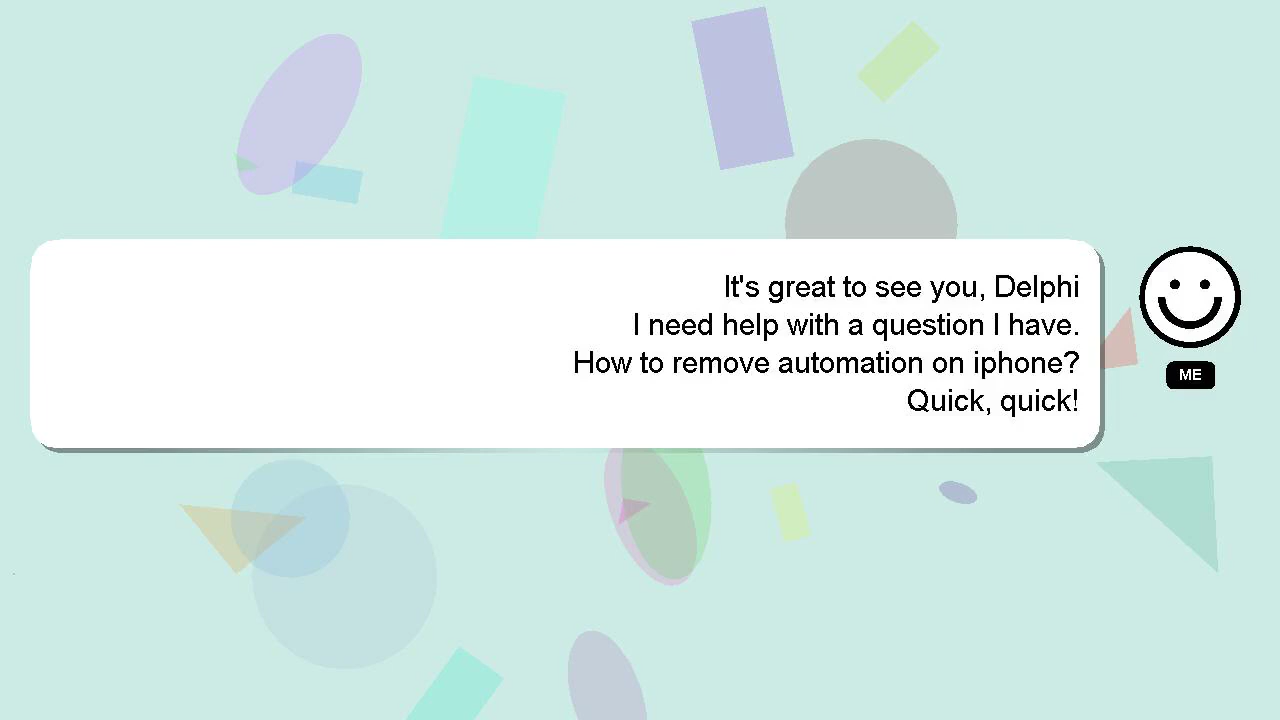 It's great to see you, Delphi
I need help with a question I have.
How to remove automation on iphone?
Quick, quick!
ME